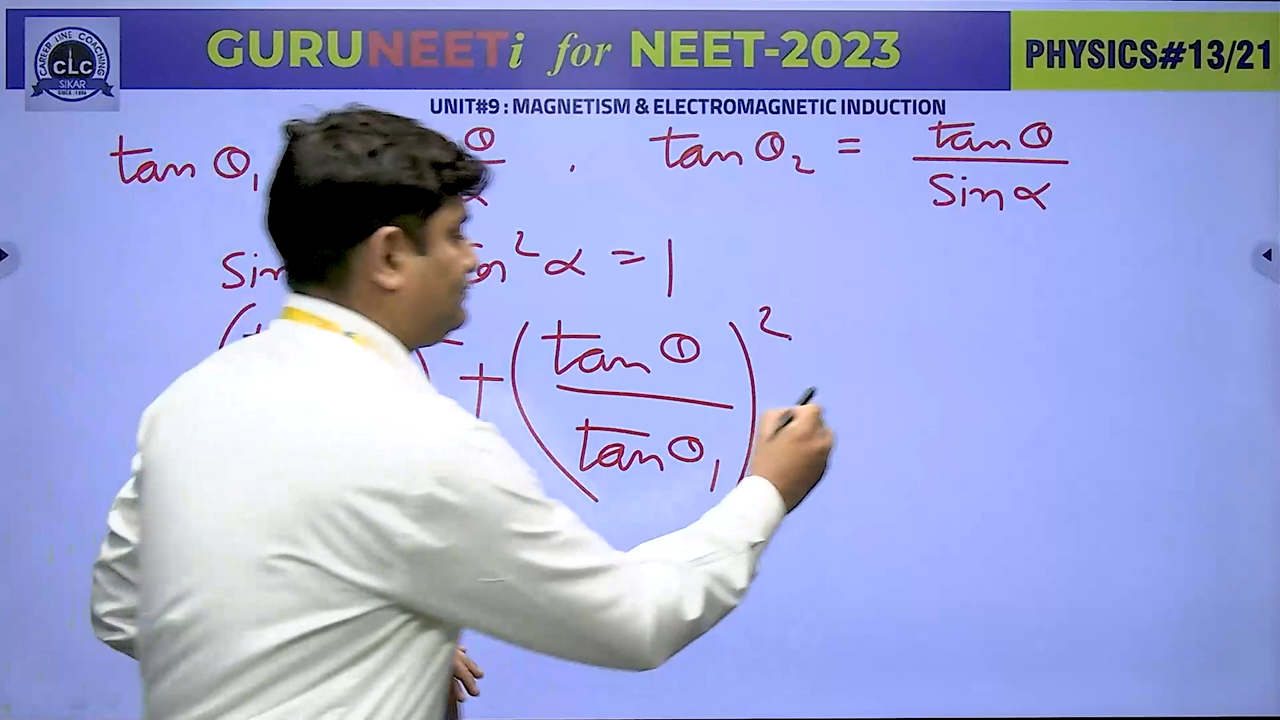 GURUNEETi for NEET-2023
PHYSICS#13/21
CAREER LINE COACHING
CLC
SIKAR
UNIT#9 : MAGNETISM & ELECTROMAGNETIC INDUCTION
tan θ₁ θ . tan θ₂ = tan θ / Sin α
sin ² α = 1
+ ( tan θ / tan θ₁ )²